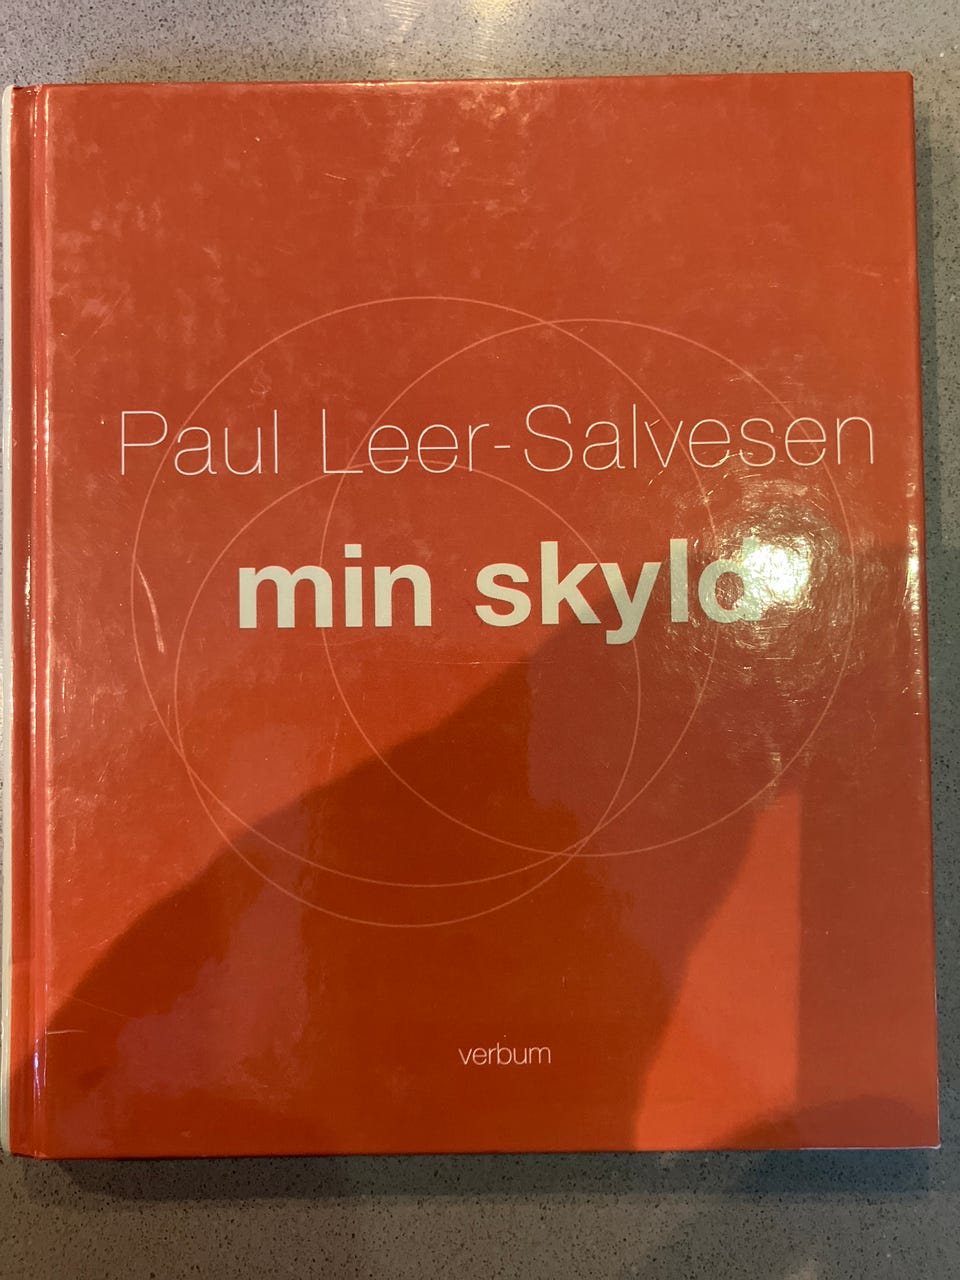 Paul Leer-Salvesen
min skyld
verbum